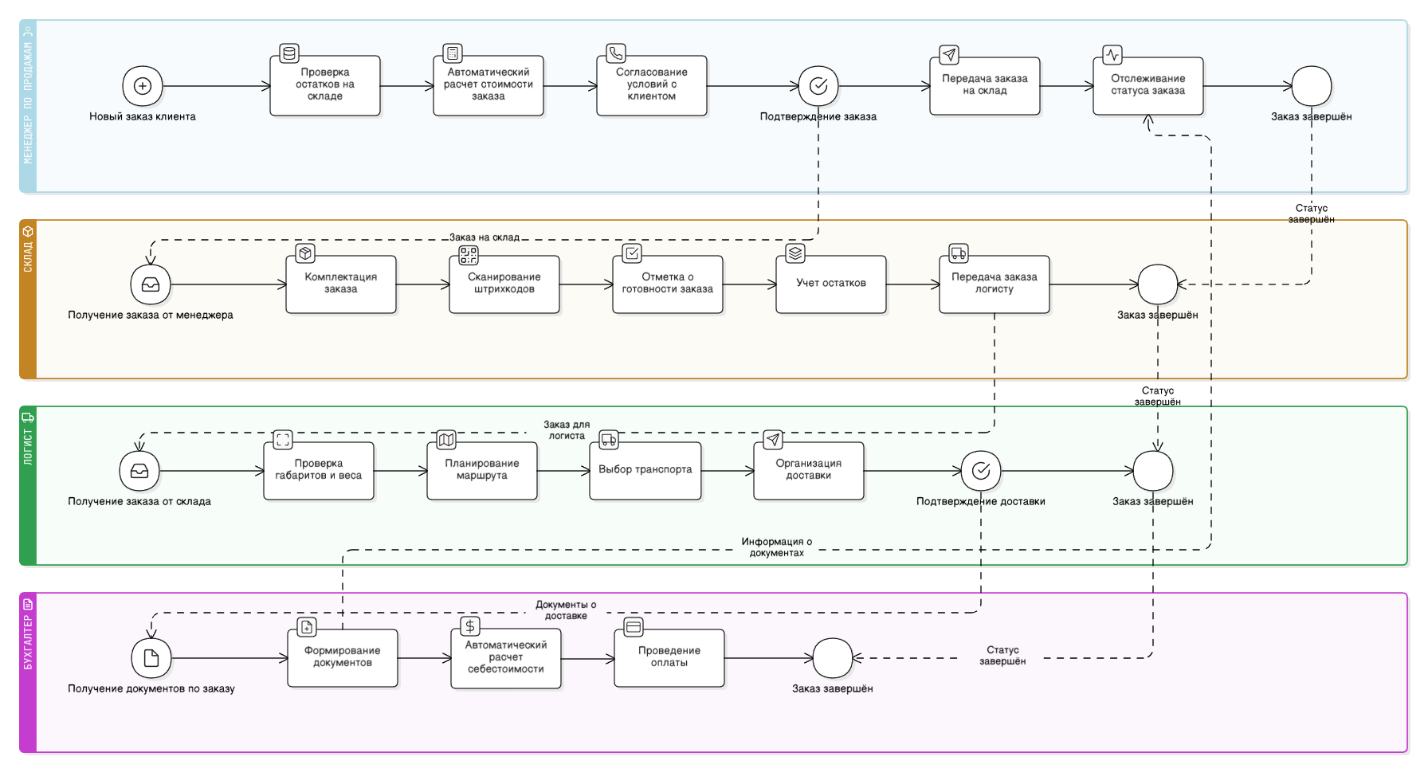 МЕНЕДЖЕР ПО ПРОДАЖАМ
Проверка
остатков на
складе
Автоматический
расчет стоимости
заказа
Согласование
условий с
клиентом
Передача заказа
на склад
Отслеживание
статуса заказа
Новый заказ клиента
Подтверждение заказа
Заказ завершён
Статус
завершён
СКЛАД
Заказ на склад
Комплектация
заказа
Сканирование
штрихкодов
Отметка о
готовности заказа
Учет остатков
Передача заказа
логисту
Получение заказа от менеджера
Заказ завершён
Статус
завершён
ЛОГИСТ
Заказ для
логиста
Проверка
габаритов и веса
Планирование
маршрута
Выбор транспорта
Организация
доставки
Получение заказа от склада
Подтверждение доставки
Заказ завершён
Информация о
документах
БУХГАЛТЕР
Документы о
доставке
Формирование
документов
Автоматический
расчет
себестоимости
Проведение
оплаты
Статус
завершён
Получение документов по заказу
Заказ завершён